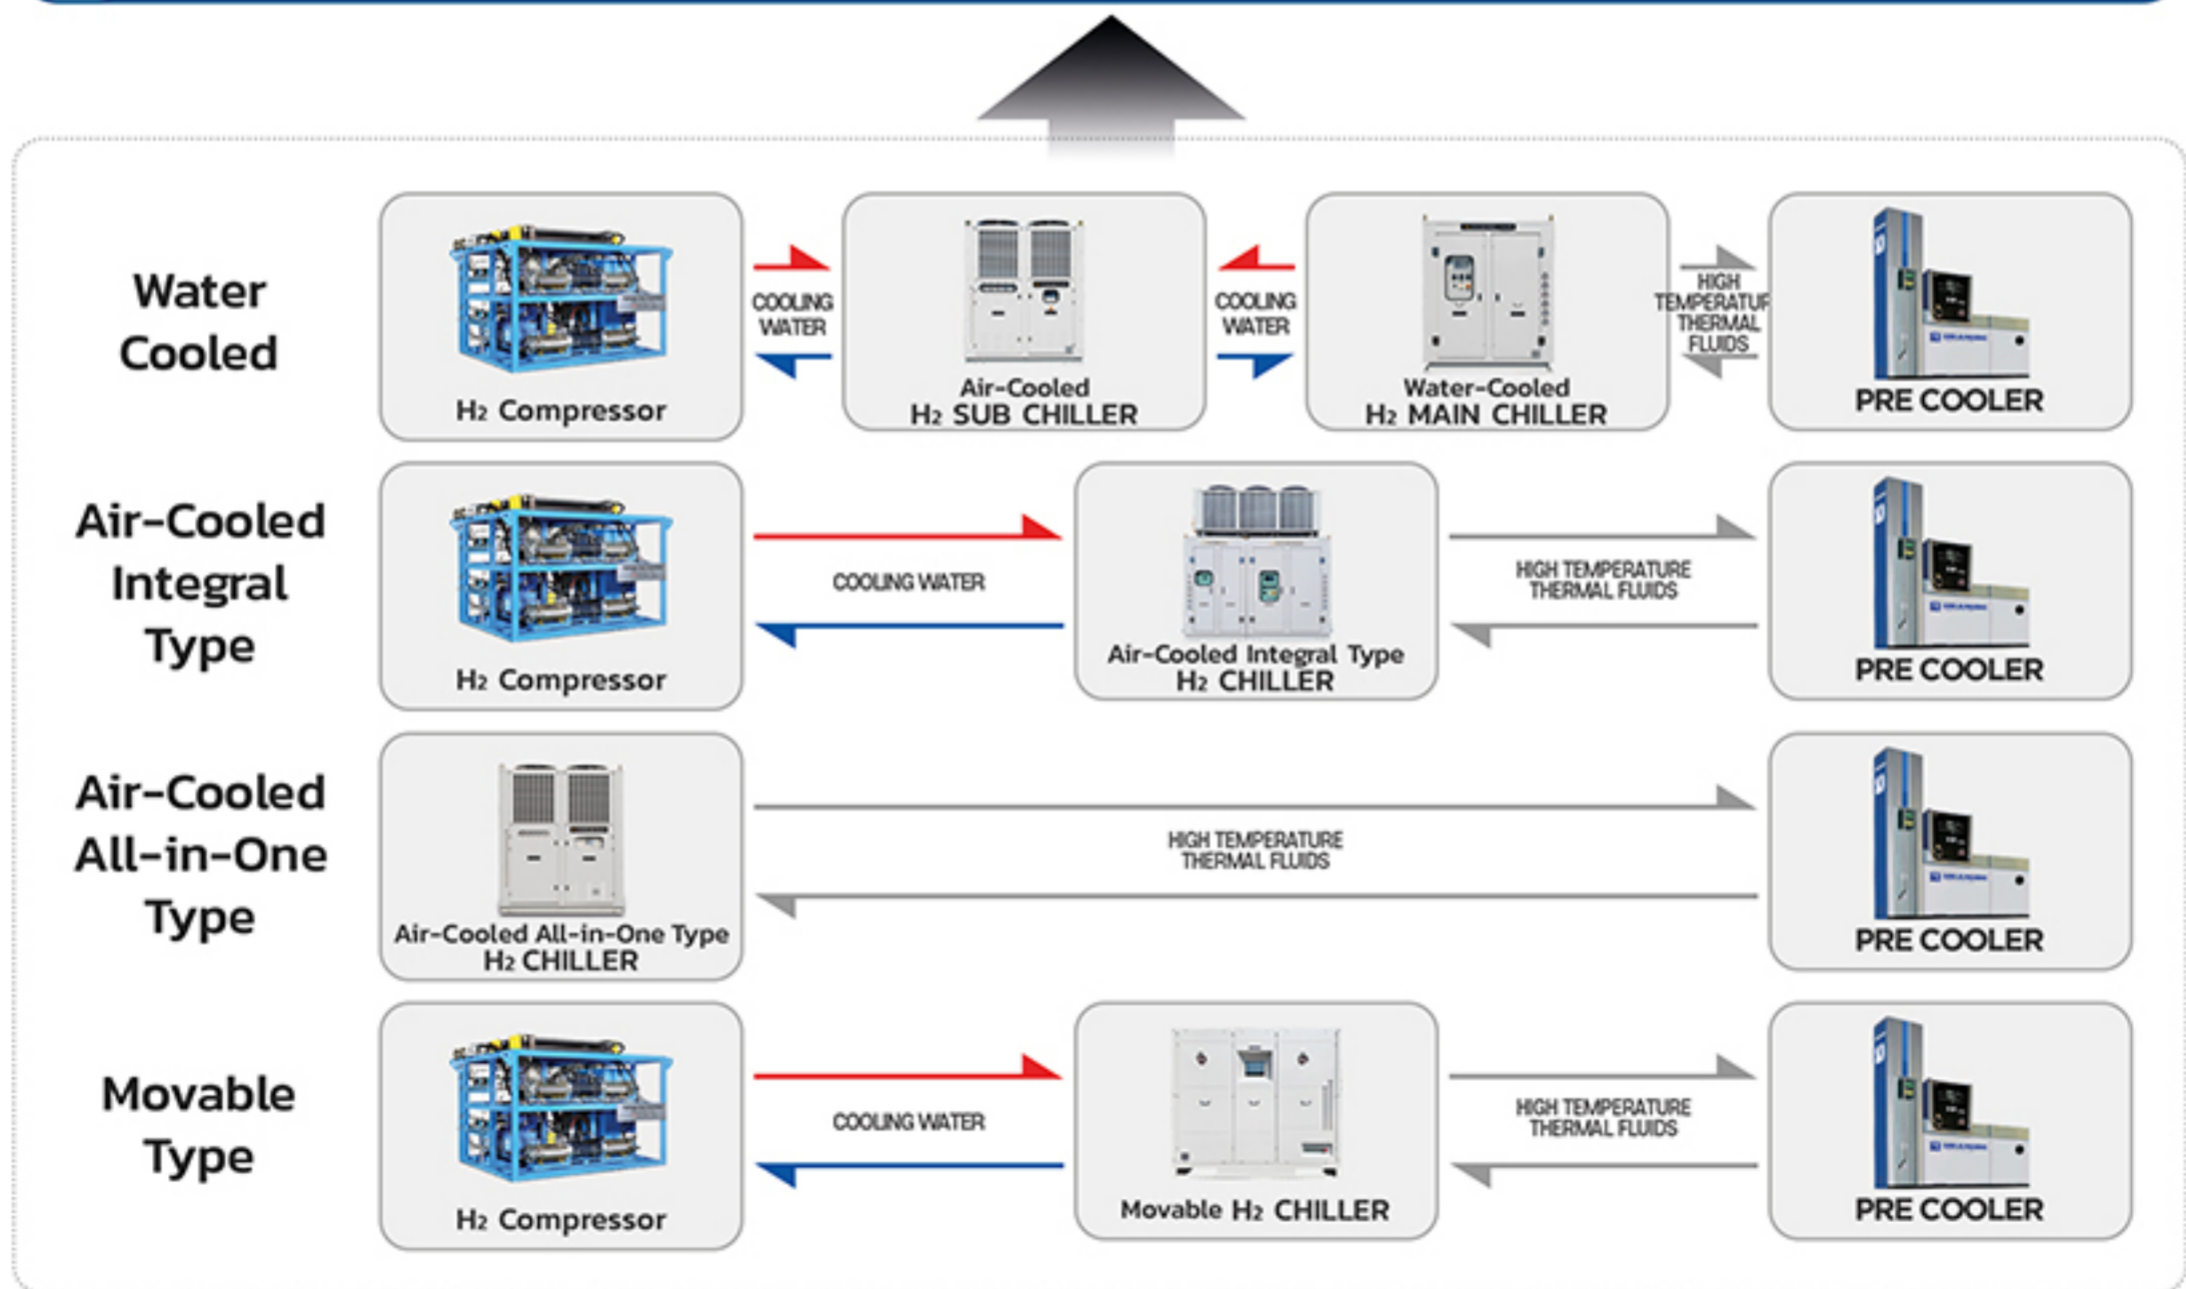 Water
Cooled
H₂ Compressor
COOLING
WATER
Air-Cooled
H₂ SUB CHILLER
COOLING
WATER
Water-Cooled
H₂ MAIN CHILLER
HIGH
TEMPERATUR
THERMAL
FLUIDS
PRE COOLER
Air-Cooled
Integral
Type
H₂ Compressor
COOLING WATER
Air-Cooled Integral Type
H₂ CHILLER
HIGH TEMPERATURE
THERMAL FLUIDS
PRE COOLER
Air-Cooled
All-in-One
Type
Air-Cooled All-in-One Type
H₂ CHILLER
HIGH TEMPERATURE
THERMAL FLUIDS
PRE COOLER
Movable
Type
H₂ Compressor
COOLING WATER
Movable H₂ CHILLER
HIGH TEMPERATURE
THERMAL FLUIDS
PRE COOLER